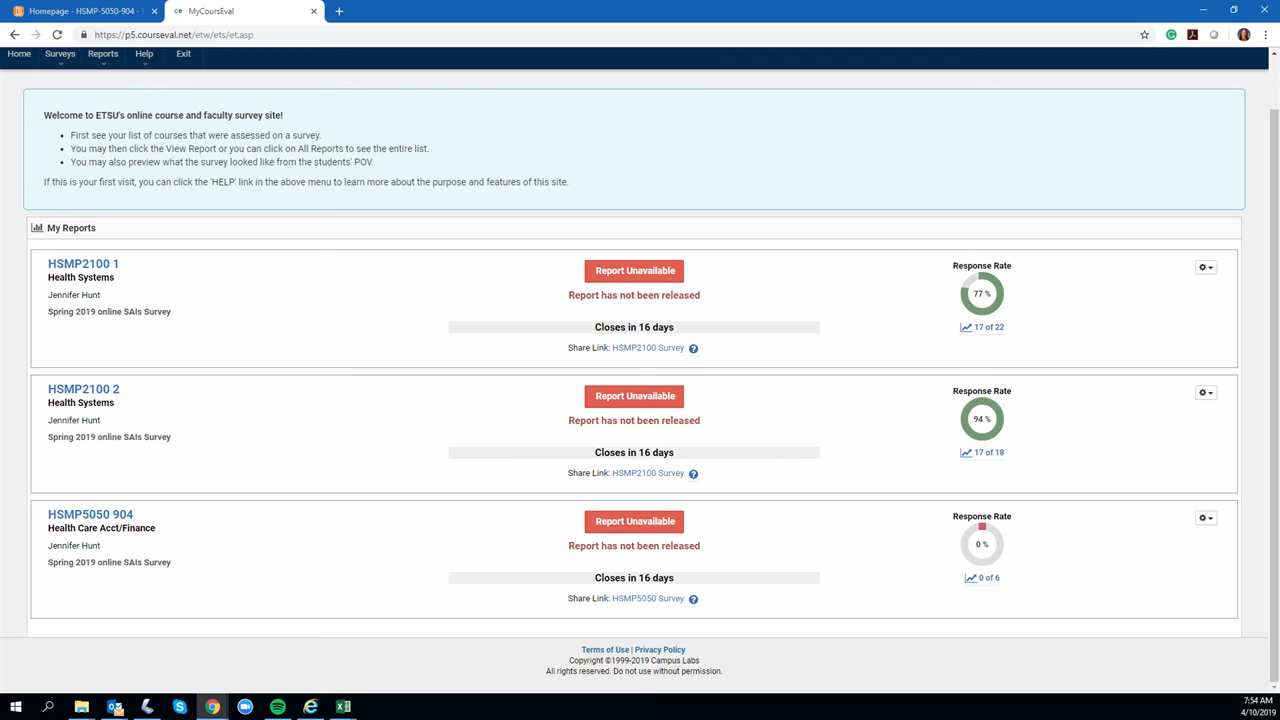 Homepage - HSMP-5050-904 -
MyCoursEval
https://p5.courseval.net/etw/ets/et.asp
Home Surveys Reports Help Exit
Welcome to ETSU's online course and faculty survey site!
First see your list of courses that were assessed on a survey.
You may then click the View Report or you can click on All Reports to see the entire list.
You may also preview what the survey looked like from the students' POV.
If this is your first visit, you can click the 'HELP' link in the above menu to learn more about the purpose and features of this site.
My Reports
HSMP2100 1
Health Systems
Jennifer Hunt
Spring 2019 online SAIs Survey
Report Unavailable
Report has not been released
Closes in 16 days
Share Link: HSMP2100 Survey
Response Rate
77 %
17 of 22
HSMP2100 2
Health Systems
Jennifer Hunt
Spring 2019 online SAIs Survey
Report Unavailable
Report has not been released
Closes in 16 days
Share Link: HSMP2100 Survey
Response Rate
94 %
17 of 18
HSMP5050 904
Health Care Acct/Finance
Jennifer Hunt
Spring 2019 online SAIs Survey
Report Unavailable
Report has not been released
Closes in 16 days
Share Link: HSMP5050 Survey
Response Rate
0 %
0 of 6
Terms of Use | Privacy Policy
Copyright ©1999-2019 Campus Labs
All rights reserved. Do not use without permission.
7:54 AM
4/10/2019